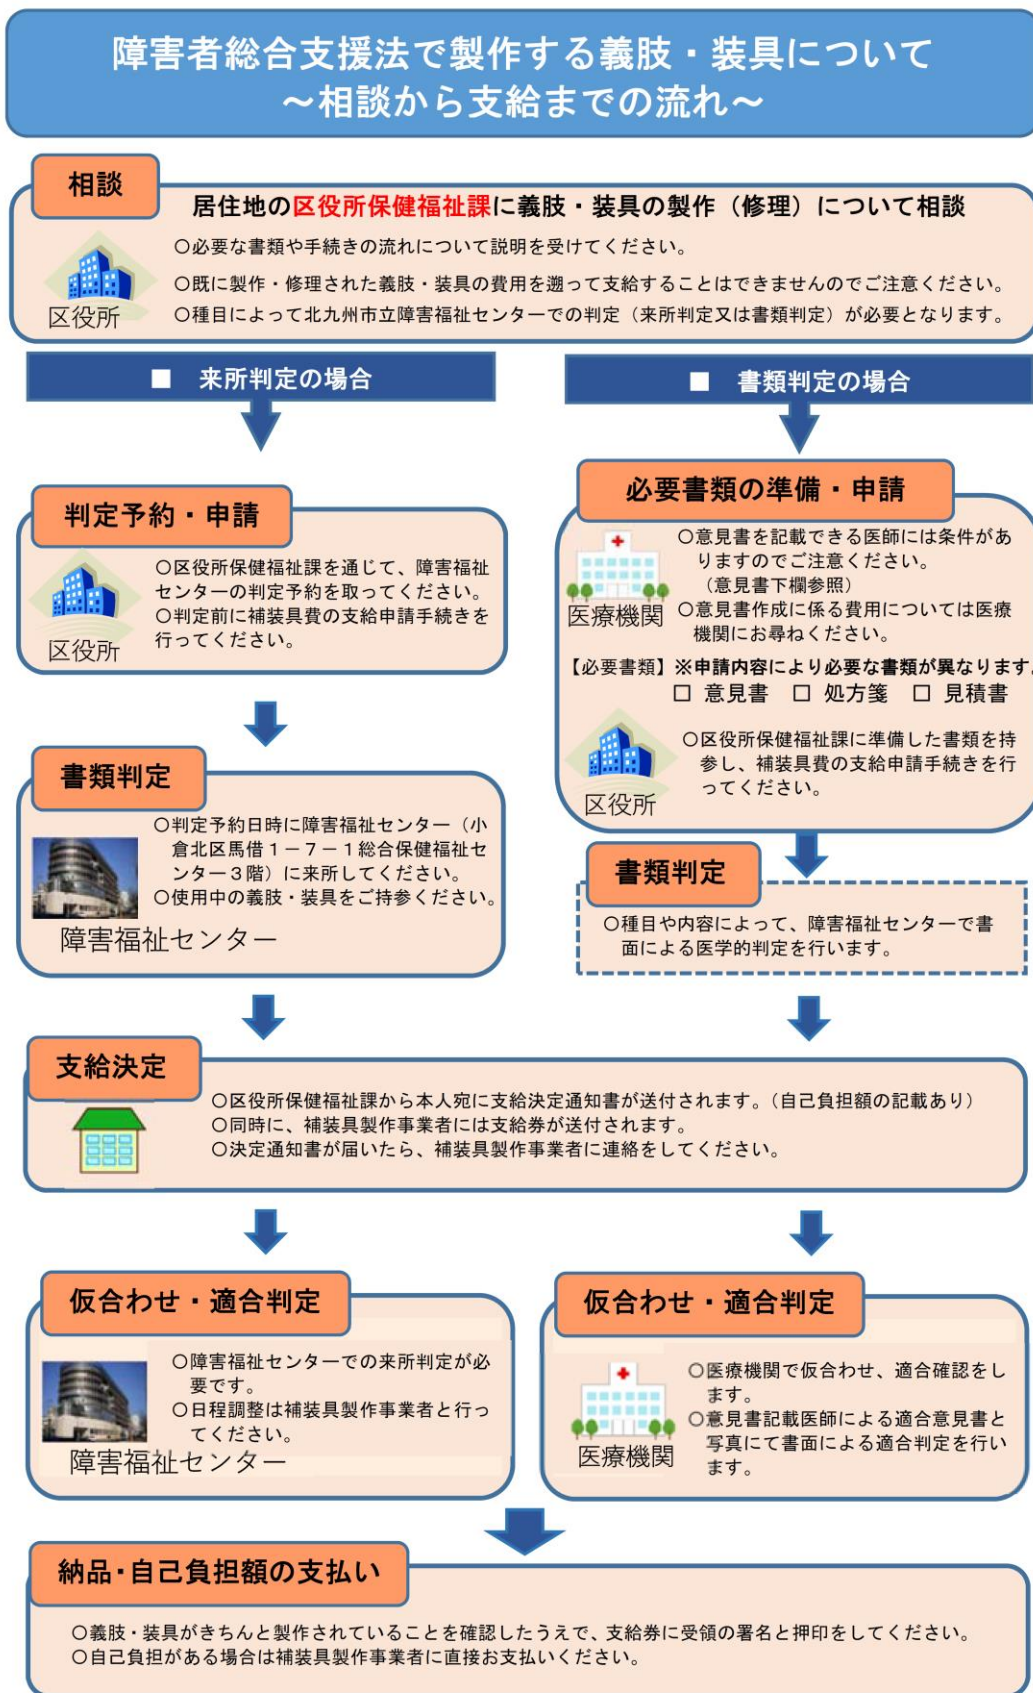 障害者総合支援法で製作する義肢・装具について
～相談から支給までの流れ～
相談
居住地の区役所保健福祉課に義肢・装具の製作（修理）について相談
○必要な書類や手続きの流れについて説明を受けてください。
○既に製作・修理された義肢・装具の費用を遡って支給することはできませんのでご注意ください。
○種目によって北九州市立障害福祉センターでの判定（来所判定又は書類判定）が必要となります。
区役所
■　来所判定の場合
判定予約・申請
○区役所保健福祉課を通じて、障害福祉
センターの判定予約を取ってください。
○判定前に補装具費の支給申請手続きを
行ってください。
区役所
書類判定
○判定予約日時に障害福祉センター（小
倉北区馬借１－７－１総合保健福祉セ
ンター３階）に来所してください。
○使用中の義肢・装具をご持参ください。
障害福祉センター
■　書類判定の場合
必要書類の準備・申請
○意見書を記載できる医師には条件があ
りますのでご注意ください。
（意見書下欄参照）
○意見書作成に係る費用については医療
機関にお尋ねください。
医療機関
【必要書類】※申請内容により必要な書類が異なります。
□ 意見書　□ 処方箋　□ 見積書
○区役所保健福祉課に準備した書類を持
参し、補装具費の支給申請手続きを行
ってください。
区役所
書類判定
○種目や内容によって、障害福祉センターで書
面による医学的判定を行います。
支給決定
○区役所保健福祉課から本人宛に支給決定通知書が送付されます。（自己負担額の記載あり）
○同時に、補装具製作事業者には支給券が送付されます。
○決定通知書が届いたら、補装具製作事業者に連絡をしてください。
仮合わせ・適合判定
○障害福祉センターでの来所判定が必
要です。
○日程調整は補装具製作事業者と行っ
てください。
障害福祉センター
仮合わせ・適合判定
○医療機関で仮合わせ、適合確認をし
ます。
○意見書記載医師による適合意見書と
写真にて書面による適合判定を行い
ます。
医療機関
納品･自己負担額の支払い
○義肢・装具がきちんと製作されていることを確認したうえで、支給券に受領の署名と押印をしてください。
○自己負担がある場合は補装具製作事業者に直接お支払いください。